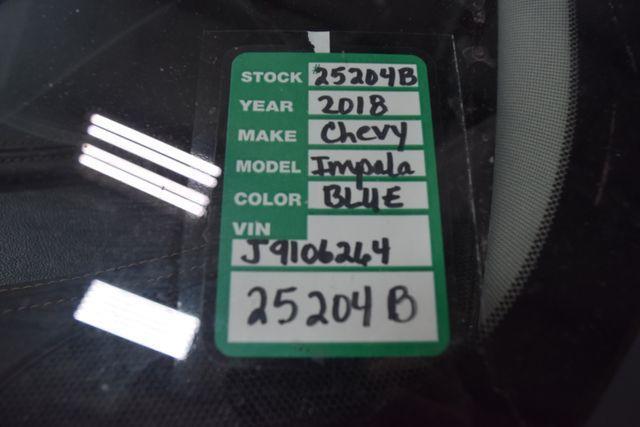 STOCK #25204B
YEAR 2018
MAKE Chevy
MODEL Impala
COLOR BLUE
VIN
J9106264
25204B